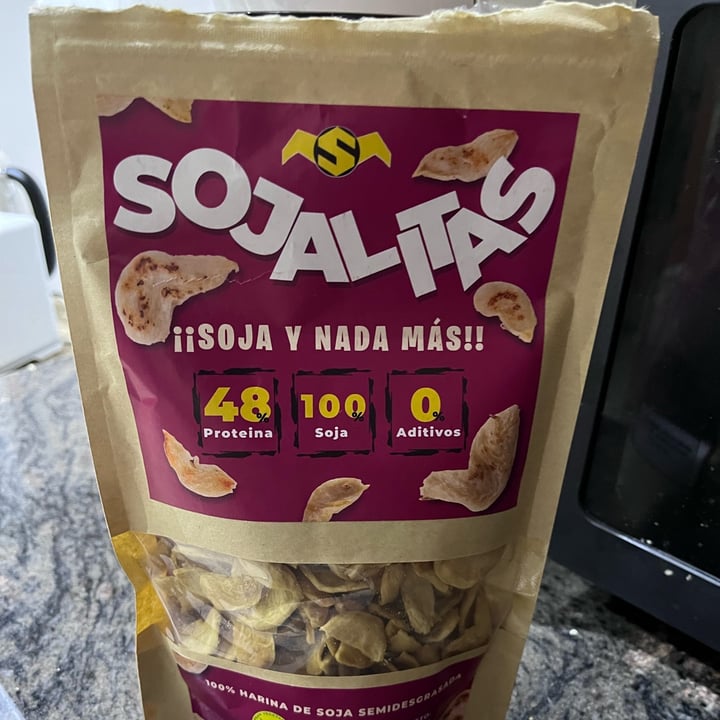 S
SOJALITAS
¡¡SOJA Y NADA MÁS!!
48% 100% 0%
Proteina Soja Aditivos
100% HARINA DE SOJA SEMIDESGRASADA